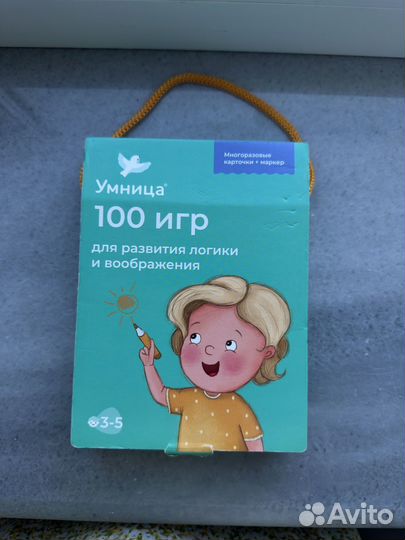 Многоразовые
карточки + маркер
Умница®
100 игр
для развития логики
и воображения
3-5
Avito